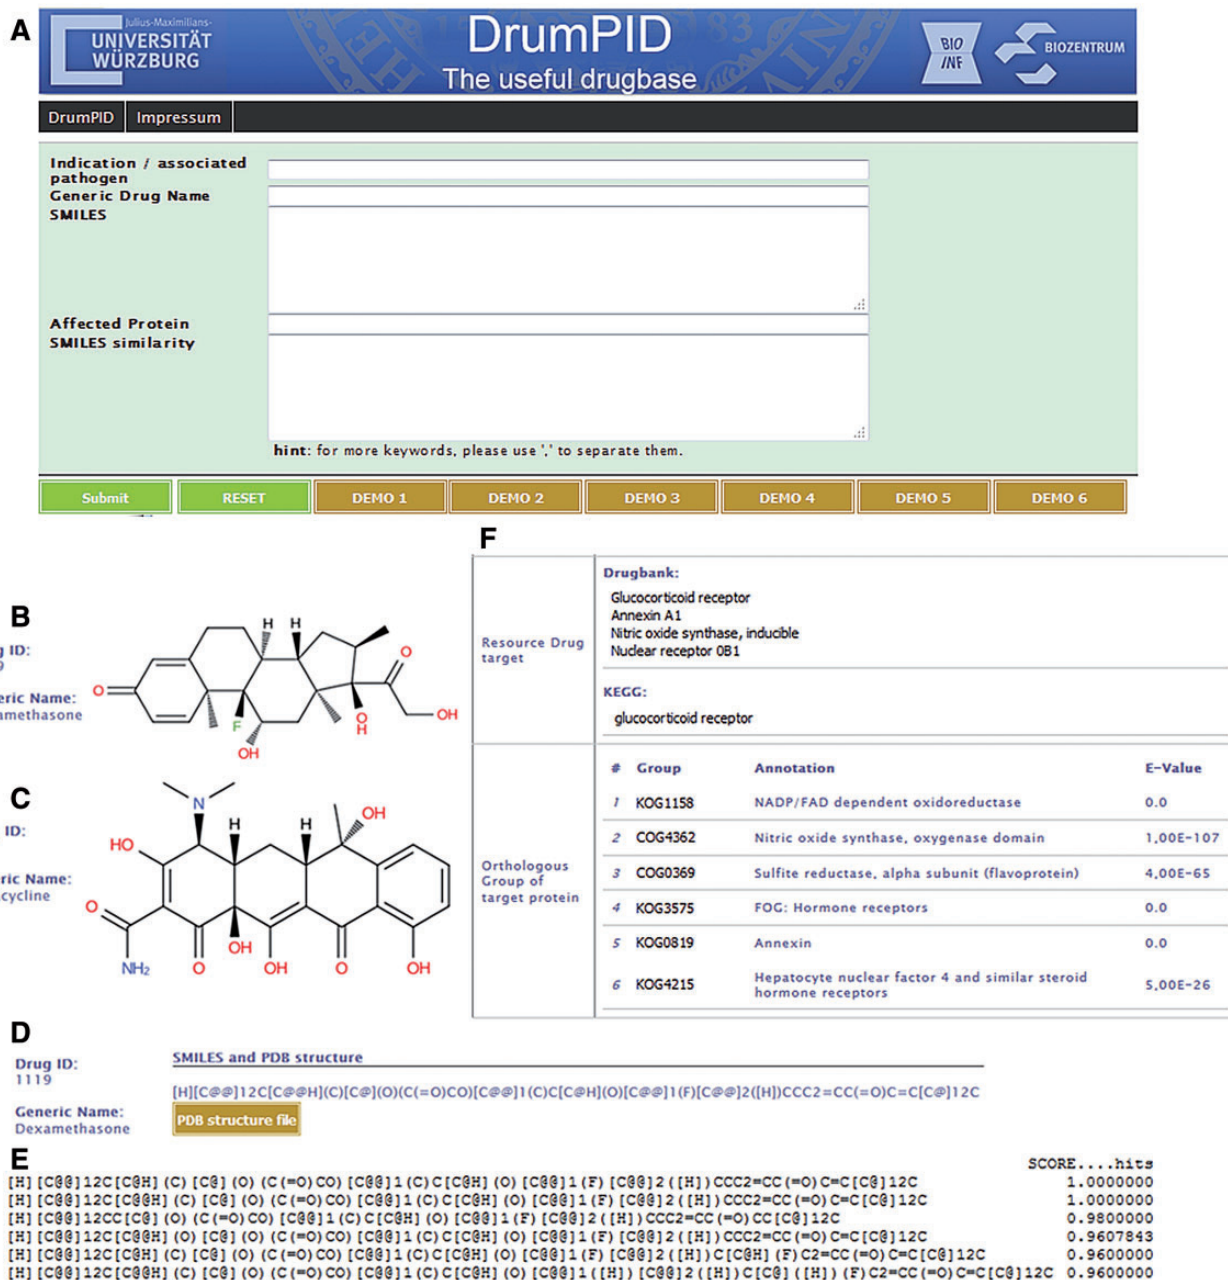 A
Julius-Maximilians-
UNIVERSITÄT
WÜRZBURG
DrumPID
The useful drugbase
BIO
INF
BIOZENTRUM
DrumPID
Impressum
Indication / associated
pathogen
Generic Drug Name
SMILES
Affected Protein
SMILES similarity
hint: for more keywords, please use ',' to separate them.
Submit RESET DEMO 1 DEMO 2 DEMO 3 DEMO 4 DEMO 5 DEMO 6
B
g ID:
9
eric Name:
amethasone
H H
O
O
F
OH
O
H
OH
C
ID:
ric Name:
cycline
N
HO
H
H
OH
O
NH₂
O
OH
OH
O
OH
F
Resource Drug
target
Drugbank:
Glucocorticoid receptor
Annexin A1
Nitric oxide synthase, inducible
Nuclear receptor 0B1
KEGG:
glucocorticoid receptor
Orthologous
Group of
target protein
# Group Annotation E-Value
1 KOG1158 NADP/FAD dependent oxidoreductase 0.0
2 COG4362 Nitric oxide synthase, oxygenase domain 1,00E-107
3 COG0369 Sulfite reductase, alpha subunit (flavoprotein) 4,00E-65
4 KOG3575 FOG: Hormone receptors 0.0
5 KOG0819 Annexin 0.0
6 KOG4215 Hepatocyte nuclear factor 4 and similar steroid
hormone receptors 5,00E-26
D
Drug ID:
1119
Generic Name:
Dexamethasone
SMILES and PDB structure
[H][C@@]12C[C@@H](C)[C@](O)(C(=O)CO)[C@@]1(C)C[C@H](O)[C@@]1(F)[C@@]2([H])CCC2=CC(=O)C=C[C@]12C
PDB structure file
E
SCORE....hits
[H][C@@]12C[C@H](C)[C@](O)(C(=O)CO)[C@@]1(C)C[C@H](O)[C@@]1(F)[C@@]2([H])CCC2=CC(=O)C=C[C@]12C 1.0000000
[H][C@@]12C[C@@H](C)[C@](O)(C(=O)CO)[C@@]1(C)C[C@H](O)[C@@]1(F)[C@@]2([H])CCC2=CC(=O)C=C[C@]12C 1.0000000
[H][C@@]12CC[C@](O)(C(=O)CO)[C@@]1(C)C[C@H](O)[C@@]1(F)[C@@]2([H])CCC2=CC(=O)CC[C@]12C 0.9800000
[H][C@@]12C[C@@H](O)[C@](O)(C(=O)CO)[C@@]1(C)C[C@H](O)[C@@]1(F)[C@@]2([H])CCC2=CC(=O)C=C[C@]12C 0.9607843
[H][C@@]12C[C@@H](C)[C@](O)(C(=O)CO)[C@@]1(C)C[C@H](O)[C@@]1(F)[C@@]2([H])C[C@H](F)C2=CC(=O)C=C[C@]12C 0.9600000
[H][C@@]12C[C@@H](C)[C@](O)(C(=O)CO)[C@@]1(C)C[C@H](O)[C@@]1([H])[C@@]2([H])C[C@]([H])(F)C2=CC(=O)C=C[C@]12C 0.9600000